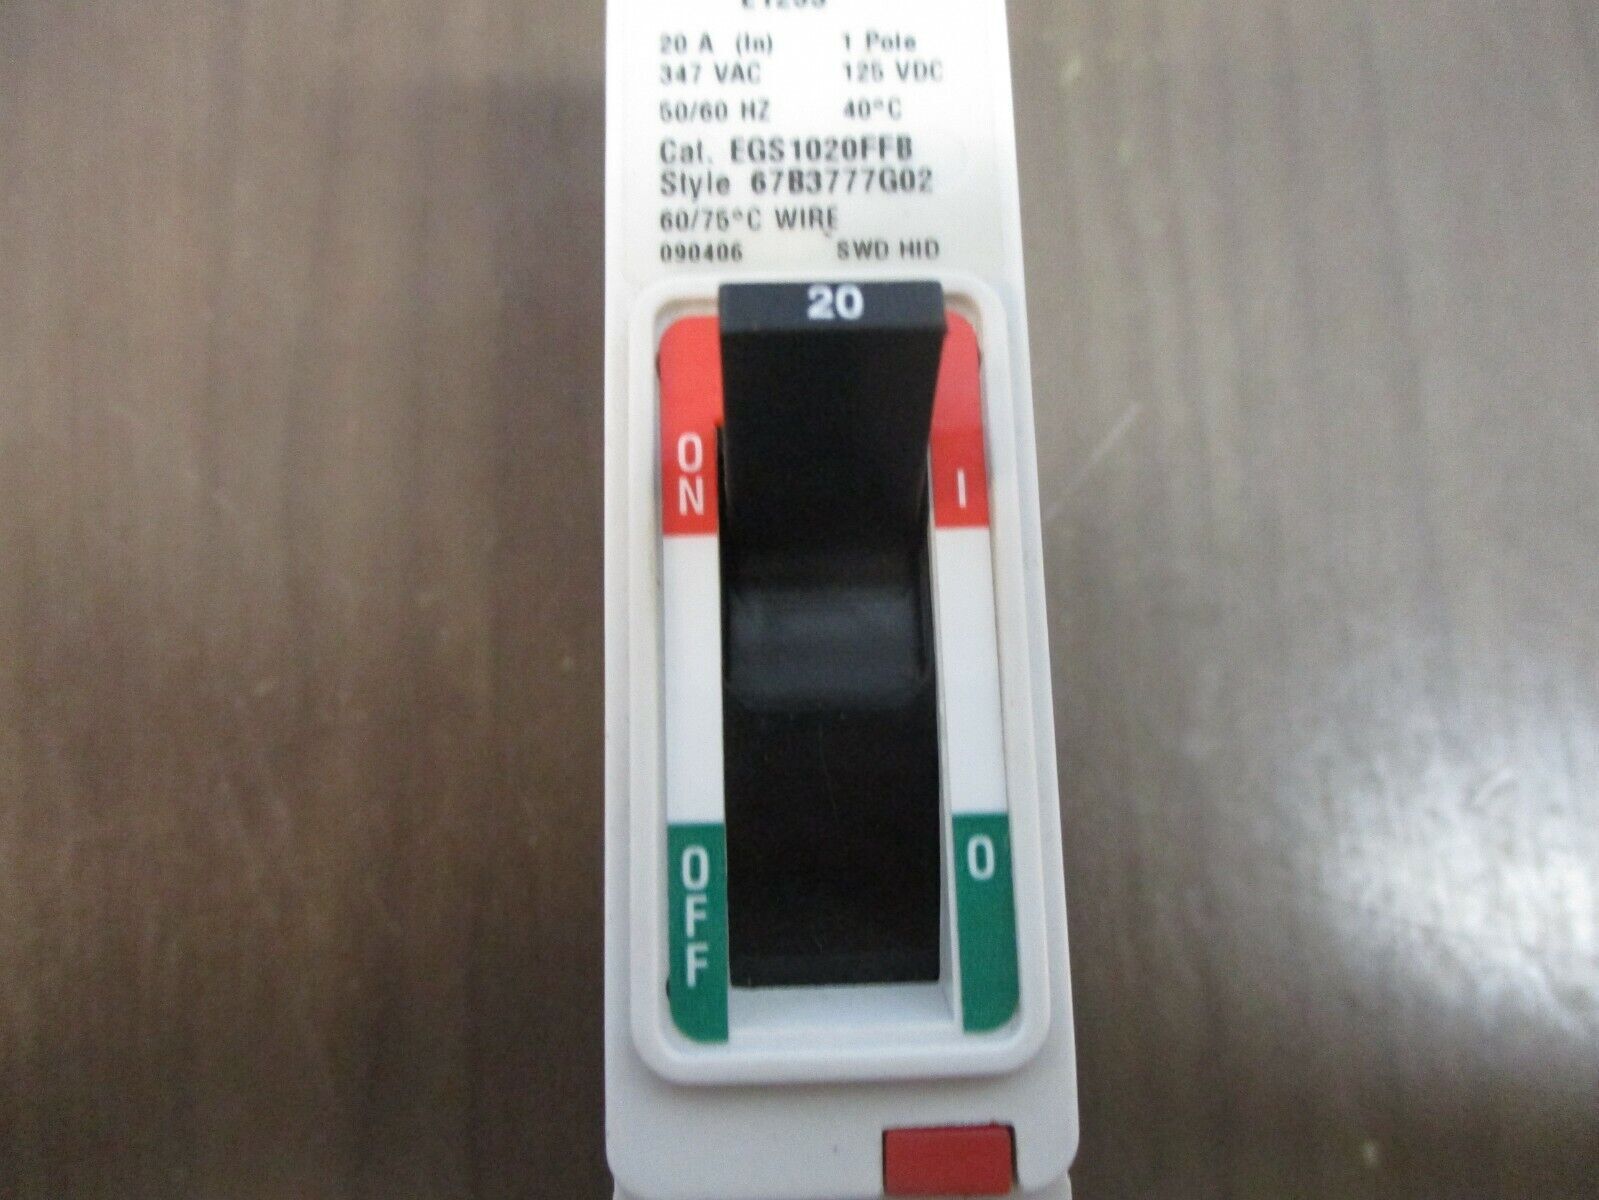 20 A (In) 1 Pole
347 VAC 125 VDC
50/60 HZ 40°C
Cat. EGS1020FFB
Style 67B3777G02
60/75°C WIRE
090406 SWD HID
20
ON I
OFF O